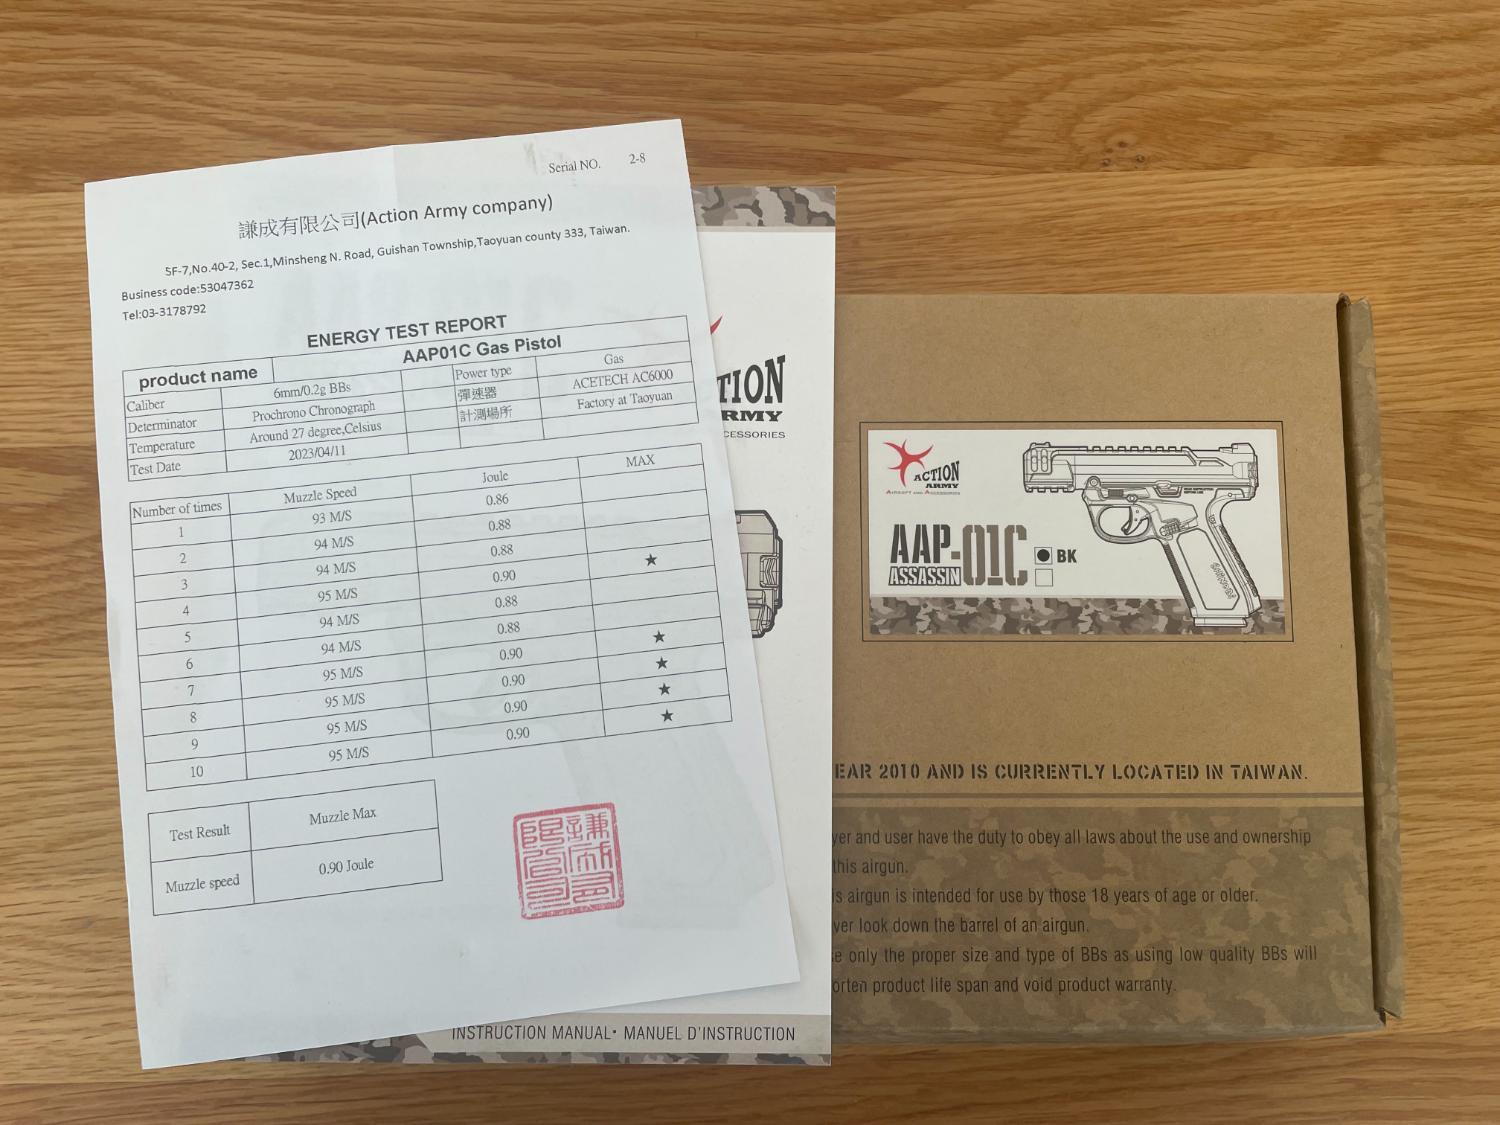 Serial NO. 2-8
謙成有限公司(Action Army company)
5F-7,No.40-2, Sec.1,Minsheng N. Road, Guishan Township,Taoyuan county 333, Taiwan.
Business code:53047362
Tel:03-3178792
ENERGY TEST REPORT
product name AAP01C Gas Pistol
Caliber 6mm/0.2g BBs Power type Gas
Determinator Prochrono Chronograph 彈速器 ACETECH AC6000
Temperature Around 27 degree,Celsius 計測場所 Factory at Taoyuan
Test Date 2023/04/11
Number of times Muzzle Speed Joule MAX
1 93 M/S 0.86
2 94 M/S 0.88
3 94 M/S 0.88
4 95 M/S 0.90 ★
5 94 M/S 0.88
6 94 M/S 0.88
7 95 M/S 0.90 ★
8 95 M/S 0.90 ★
9 95 M/S 0.90 ★
10 95 M/S 0.90 ★
Test Result Muzzle Max
Muzzle speed 0.90 Joule
謙成有限公司
TION
RMY
CESSORIES
INSTRUCTION MANUAL• MANUEL D'INSTRUCTION
ACTION
ARMY
AIRSOFT AND ACCESSORIES
AAP-01C
ASSASSIN
BK
EAR 2010 AND IS CURRENTLY LOCATED IN TAIWAN.
yer and user have the duty to obey all laws about the use and ownership
this airgun.
is airgun is intended for use by those 18 years of age or older.
ver look down the barrel of an airgun.
e only the proper size and type of BBs as using low quality BBs will
orten product life span and void product warranty.